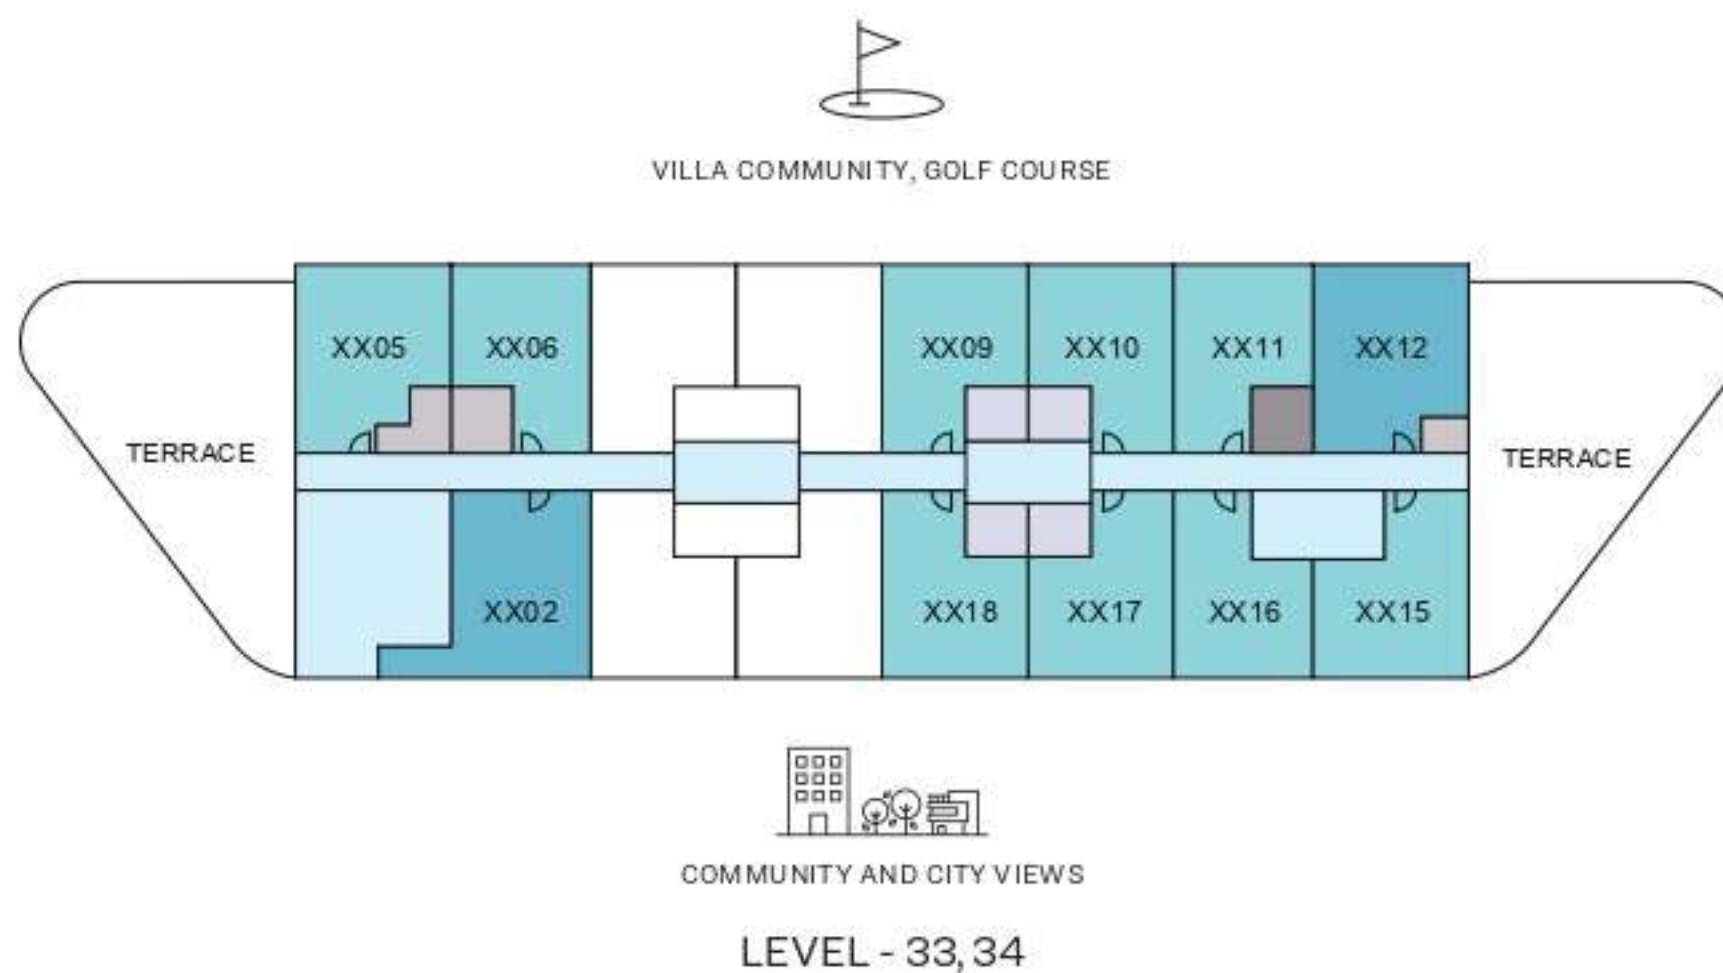 VILLA COMMUNITY, GOLF COURSE
XX05
XX06
XX09
XX10
XX11
XX12
TERRACE
TERRACE
XX02
XX18
XX17
XX16
XX15
COMMUNITY AND CITY VIEWS
LEVEL - 33, 34